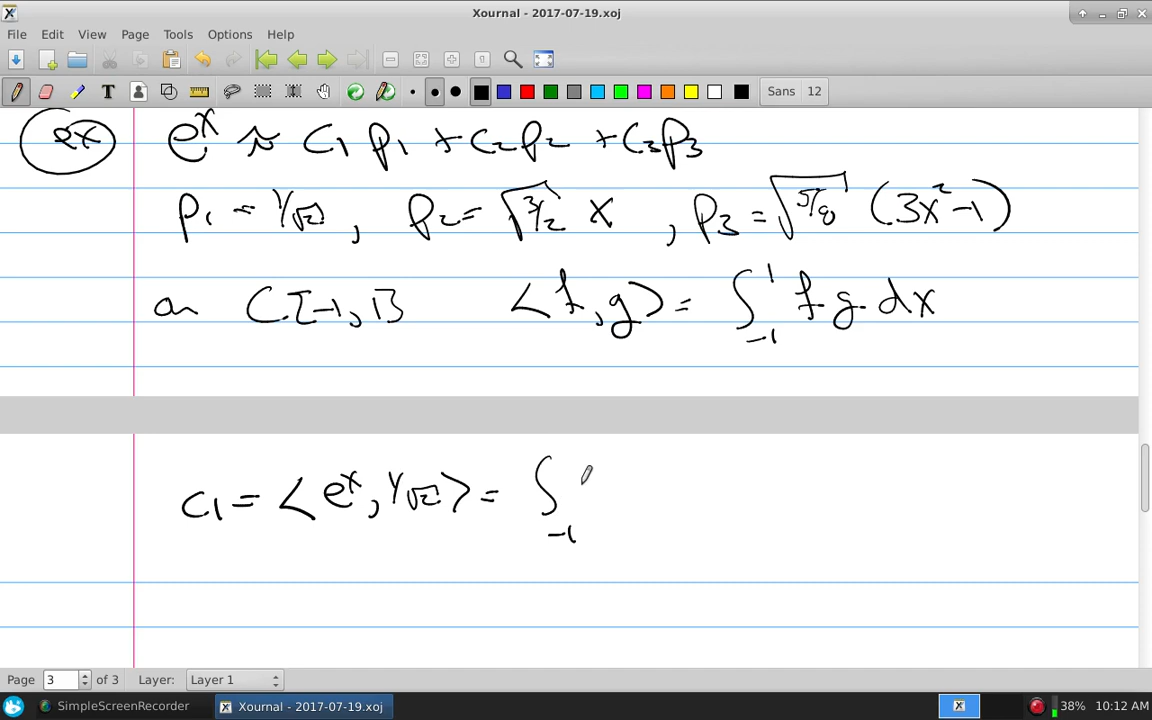 Xournal - 2017-07-19.xoj
File Edit View Page Tools Options Help
Sans 12
ex e^x ≈ c1 p1 + c2 p2 + c3 p3
p1 = 1/√2 , p2 = √3/2 x , p3 = √5/8 (3x^2-1)
on C[-1,1] <f,g> = ∫_{-1}^{1} f g dx
c1 = <e^x, 1/√2> = ∫_{-1}
Page 3 of 3 Layer: Layer 1
SimpleScreenRecorder Xournal - 2017-07-19.xoj 38% 10:12 AM